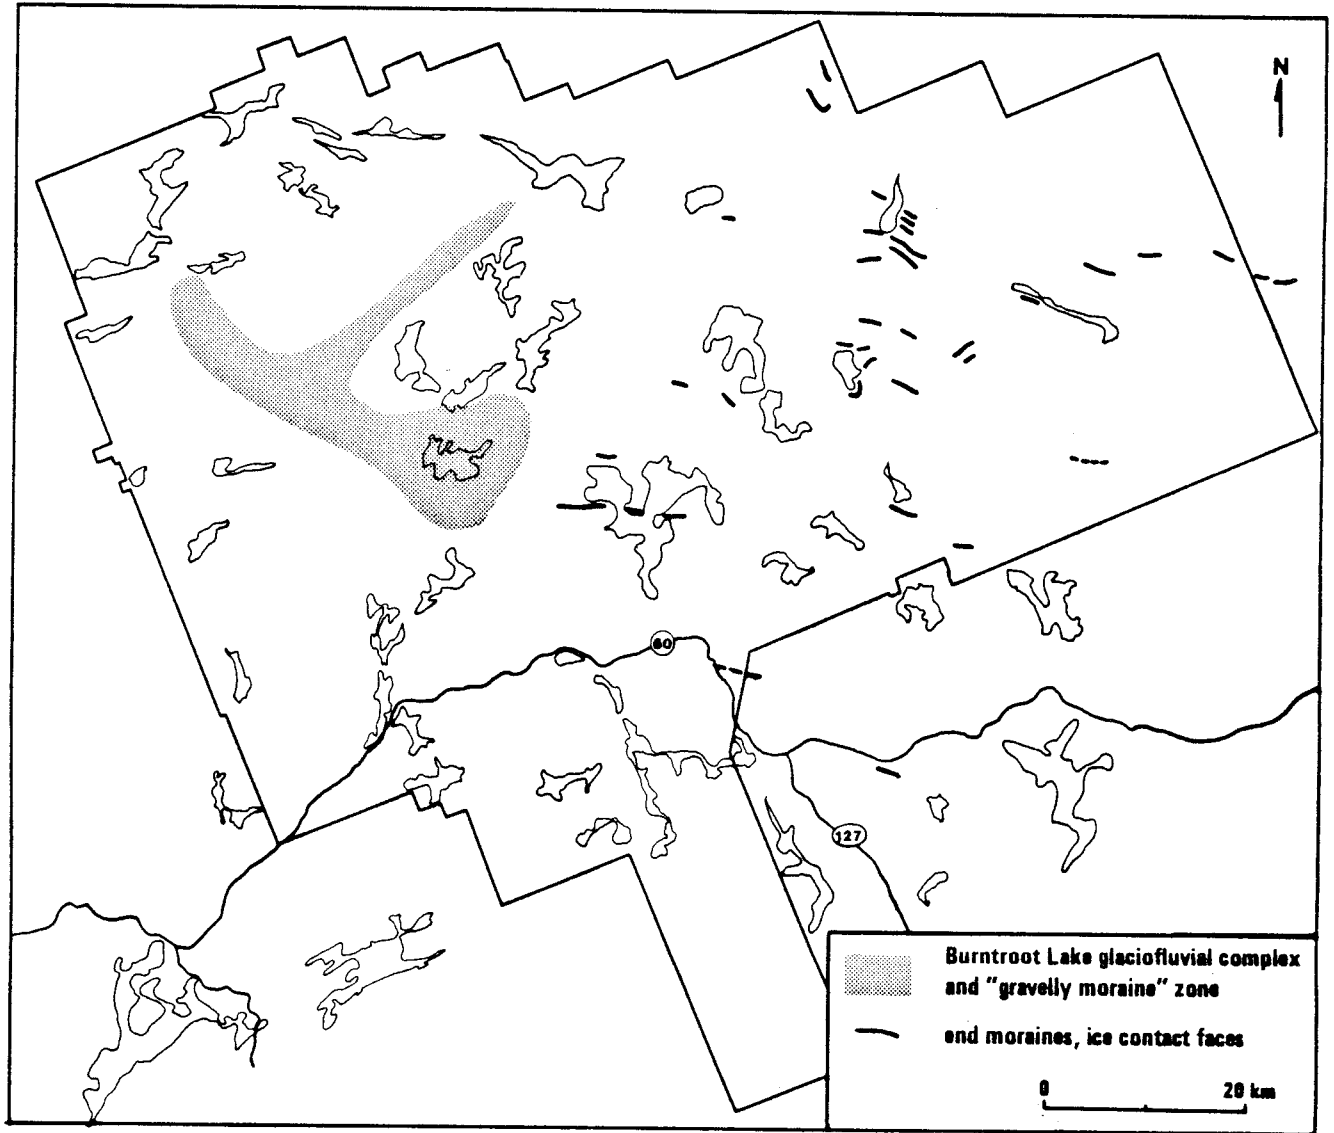 N
60
127
Burntroot Lake glaciofluvial complex
and "gravelly moraine" zone
end moraines, ice contact faces
0 20 km